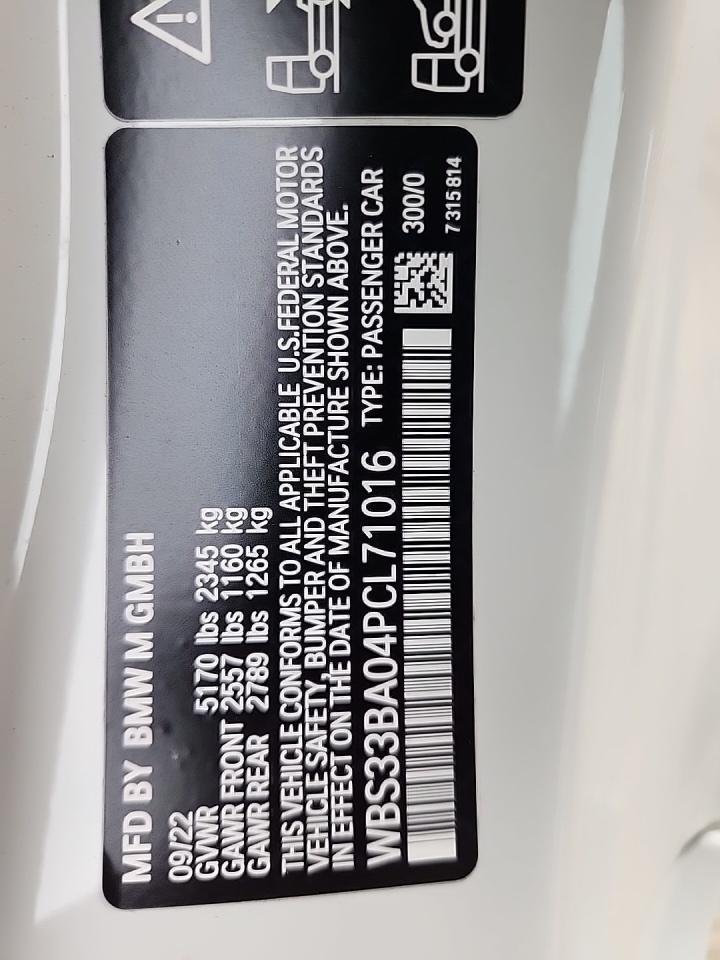 MFD BY BMW M GMBH
09/22
GVWR 5170 lbs 2345 kg
GAWR FRONT 2557 lbs 1160 kg
GAWR REAR 2789 lbs 1265 kg
THIS VEHICLE CONFORMS TO ALL APPLICABLE U.S.FEDERAL MOTOR
VEHICLE SAFETY, BUMPER AND THEFT PREVENTION STANDARDS
IN EFFECT ON THE DATE OF MANUFACTURE SHOWN ABOVE.
WBS33BA04PCL71016 TYPE: PASSENGER CAR
300/0
7 315 814